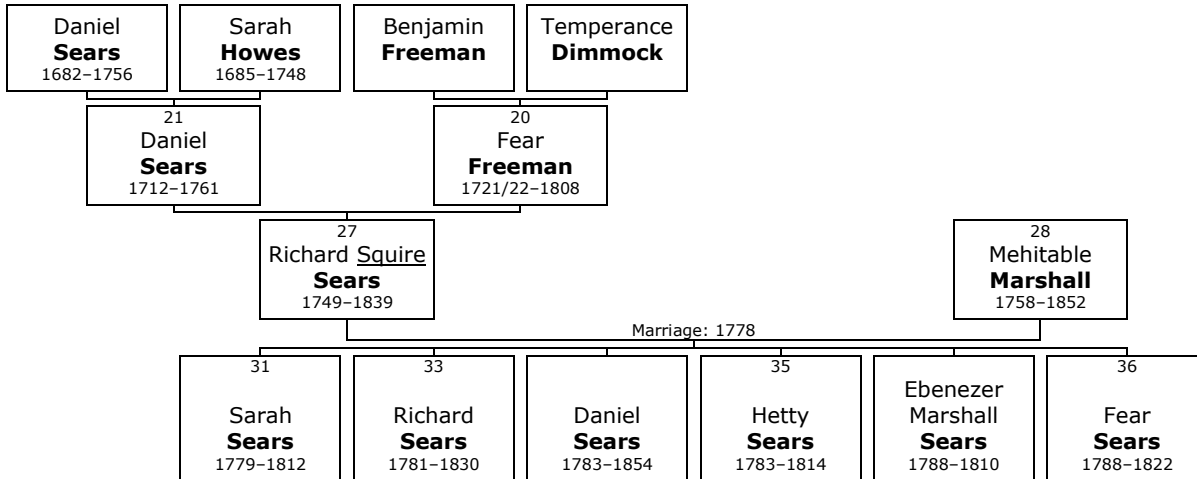 Daniel
Sears
1682–1756
Sarah
Howes
1685–1748
Benjamin
Freeman
Temperance
Dimmock
21
Daniel
Sears
1712–1761
20
Fear
Freeman
1721/22–1808
27
Richard Squire
Sears
1749–1839
28
Mehitable
Marshall
1758–1852
Marriage: 1778
31
Sarah
Sears
1779–1812
33
Richard
Sears
1781–1830
Daniel
Sears
1783–1854
35
Hetty
Sears
1783–1814
Ebenezer
Marshall
Sears
1788–1810
36
Fear
Sears
1788–1822